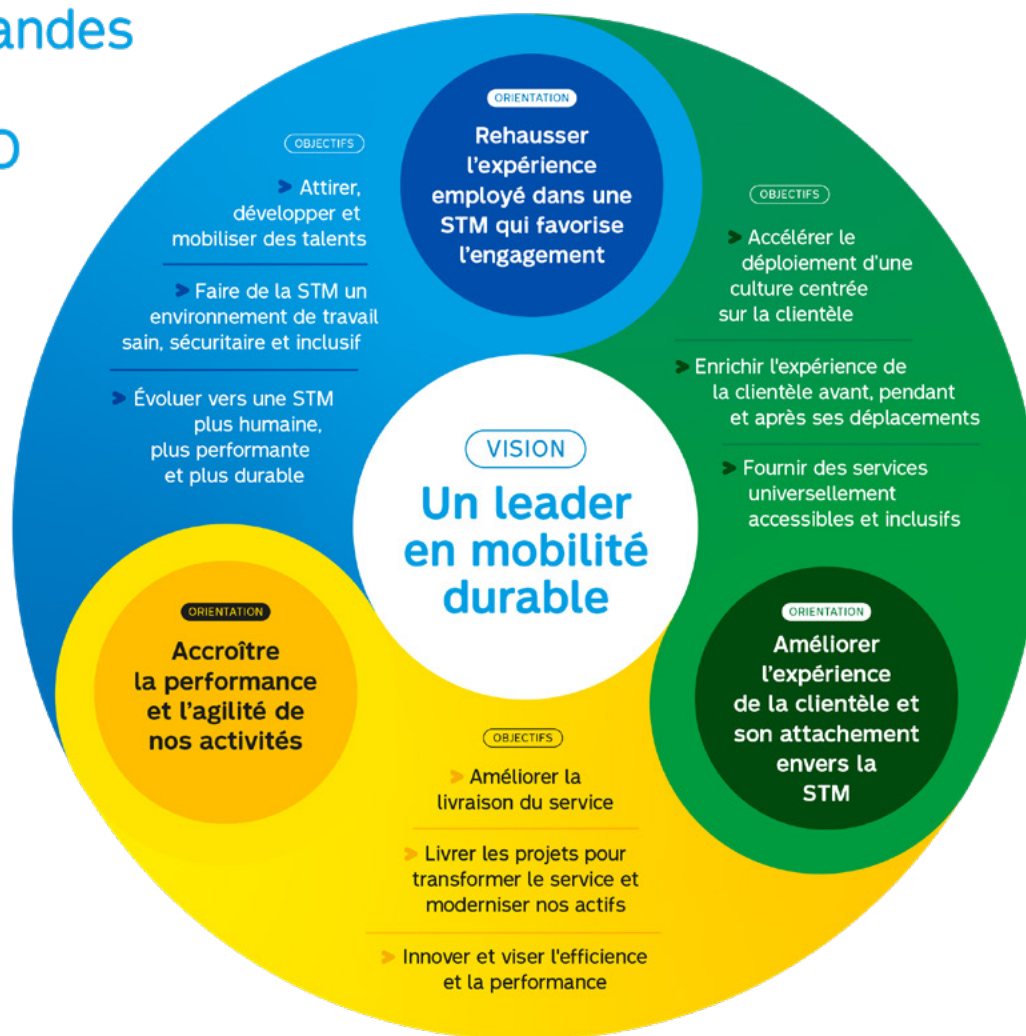 ORIENTATION
Rehausser
l'expérience
employé dans une
STM qui favorise
l'engagement
OBJECTIFS
Attirer,
développer et
mobiliser des talents
Faire de la STM un
environnement de travail
sain, sécuritaire et inclusif
Évoluer vers une STM
plus humaine,
plus performante
et plus durable
OBJECTIFS
Accélérer le
déploiement d'une
culture centrée
sur la clientèle
Enrichir l'expérience de
la clientèle avant, pendant
et après ses déplacements
Fournir des services
universellement
accessibles et inclusifs
VISION
Un leader
en mobilité
durable
ORIENTATION
Accroître
la performance
et l'agilité de
nos activités
ORIENTATION
Améliorer
l'expérience
de la clientèle et
son attachement
envers la
STM
OBJECTIFS
Améliorer la
livraison du service
Livrer les projets pour
transformer le service et
moderniser nos actifs
Innover et viser l'efficience
et la performance